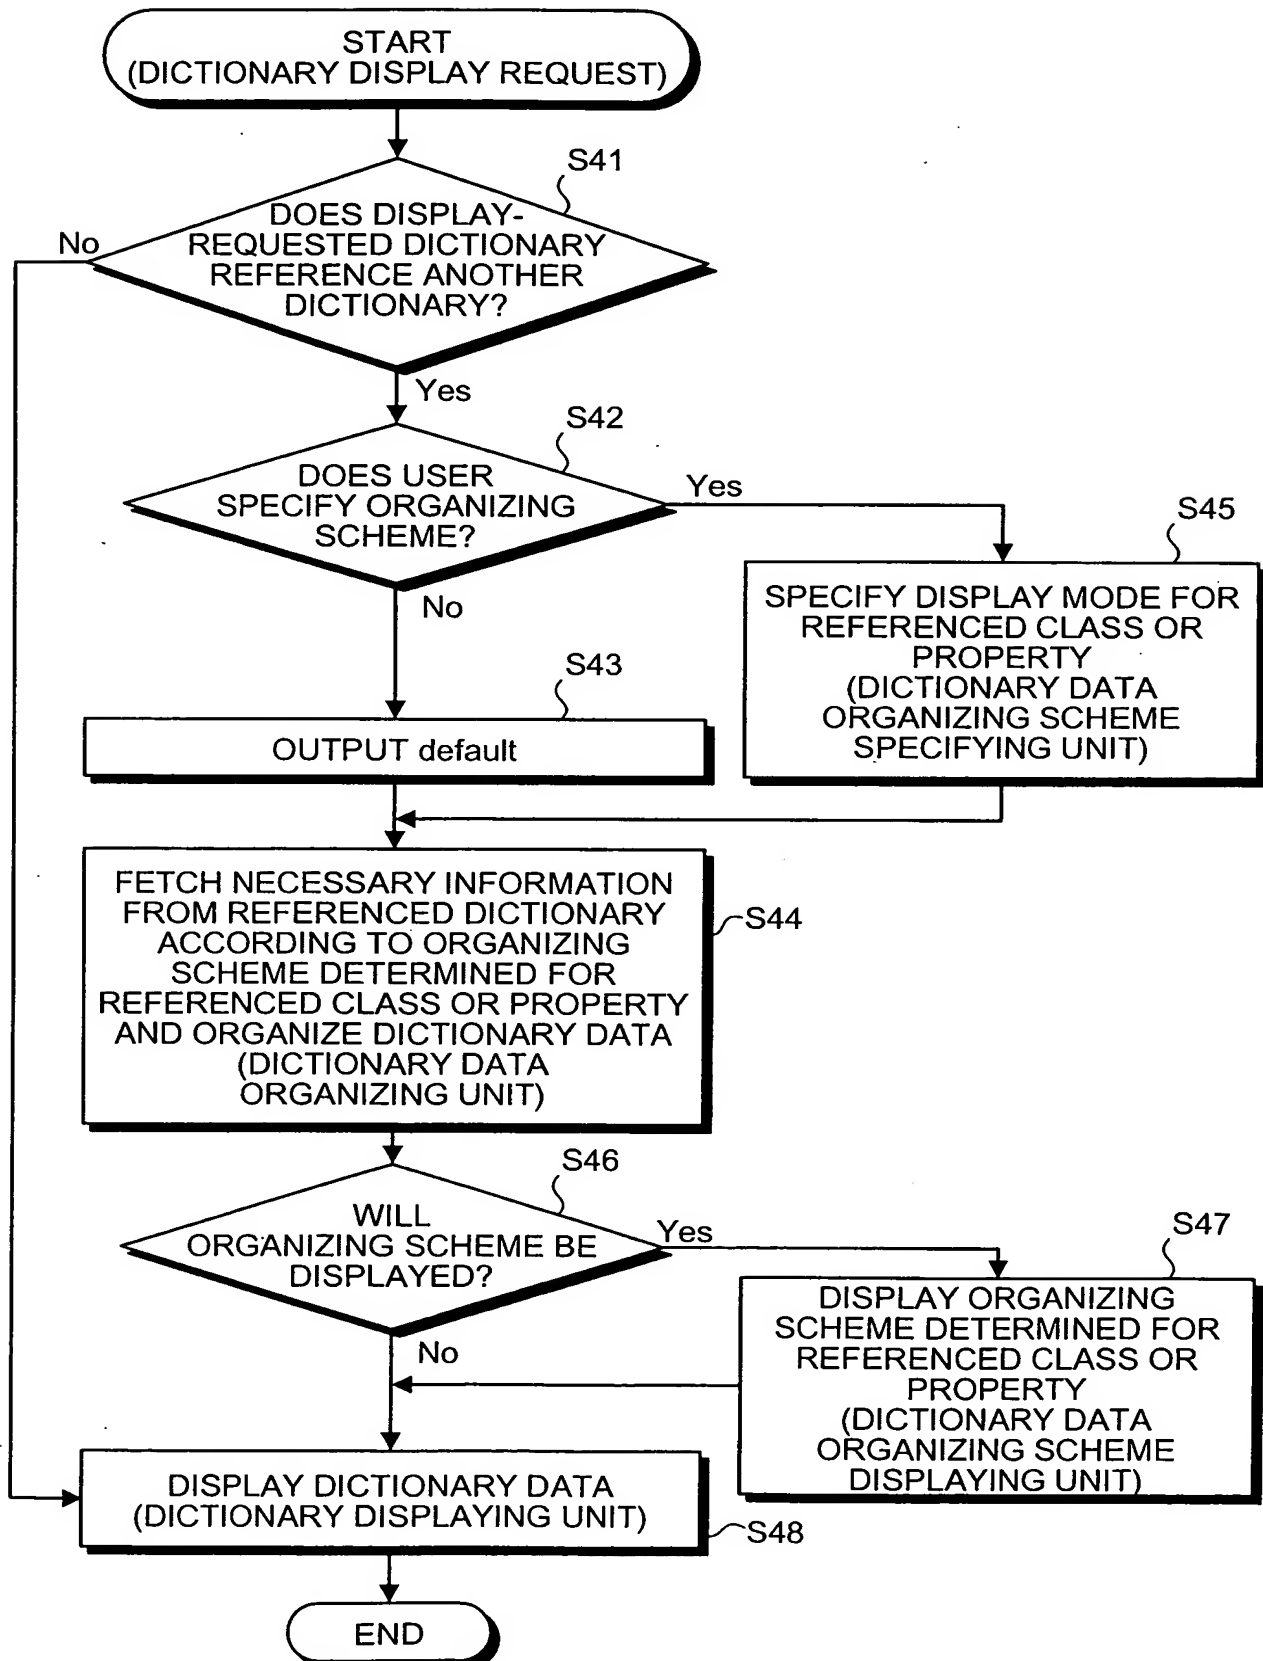 START
(DICTIONARY DISPLAY REQUEST)
S41
DOES DISPLAY-
REQUESTED DICTIONARY
REFERENCE ANOTHER
DICTIONARY?
No
Yes
S42
DOES USER
SPECIFY ORGANIZING
SCHEME?
Yes
No
S45
SPECIFY DISPLAY MODE FOR
REFERENCED CLASS OR
PROPERTY
(DICTIONARY DATA
ORGANIZING SCHEME
SPECIFYING UNIT)
S43
OUTPUT default
FETCH NECESSARY INFORMATION
FROM REFERENCED DICTIONARY
ACCORDING TO ORGANIZING
SCHEME DETERMINED FOR
REFERENCED CLASS OR PROPERTY
AND ORGANIZE DICTIONARY DATA
(DICTIONARY DATA
ORGANIZING UNIT)
S44
S46
WILL
ORGANIZING SCHEME BE
DISPLAYED?
Yes
No
S47
DISPLAY ORGANIZING
SCHEME DETERMINED FOR
REFERENCED CLASS OR
PROPERTY
(DICTIONARY DATA
ORGANIZING SCHEME
DISPLAYING UNIT)
DISPLAY DICTIONARY DATA
(DICTIONARY DISPLAYING UNIT)
S48
END